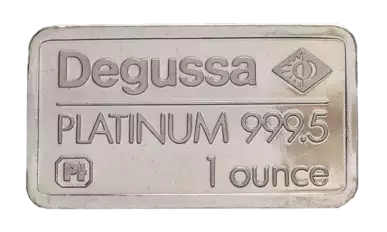 Degussa
PLATINUM 999.5
Pt
1 ounce